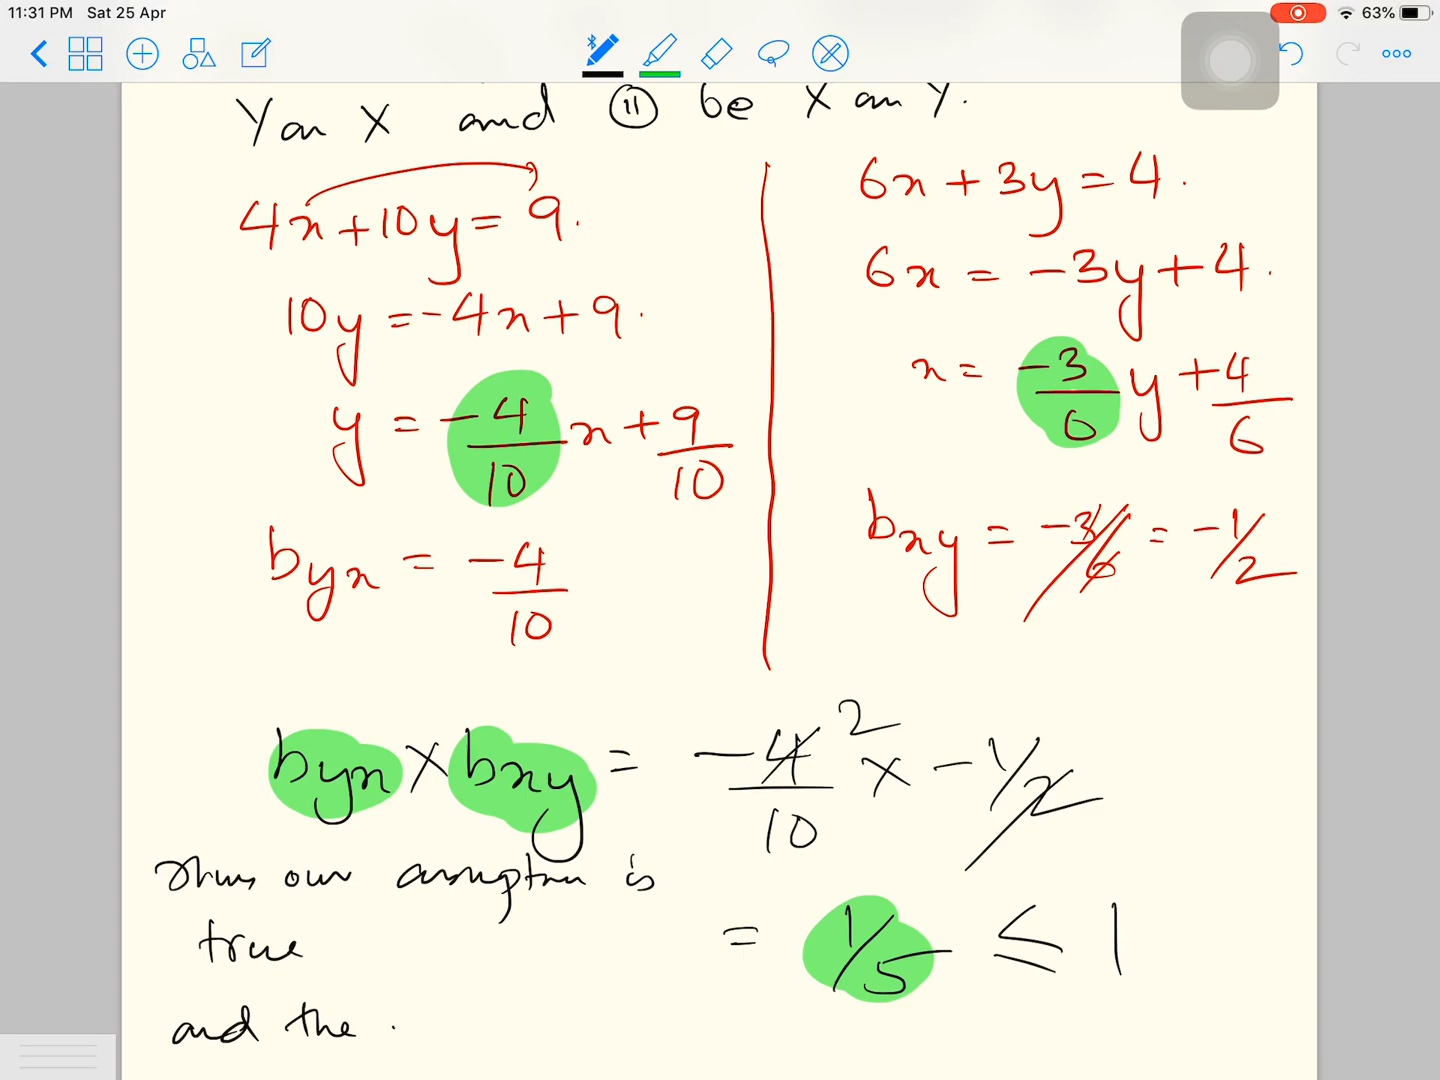 11:31 PM Sat 25 Apr 63%
Y on X and (11) be X on Y.
4x + 10y = 9.
10y = -4x + 9.
y = -4/10 x + 9/10
byx = -4/10
6x + 3y = 4.
6x = -3y + 4.
x = -3/6 y + 4/6
bxy = -3/6 = -1/2
byx × bxy = -4/10 2 × -1/2
= 1/5 ≤ 1
Thus our assumption is
true
and the .